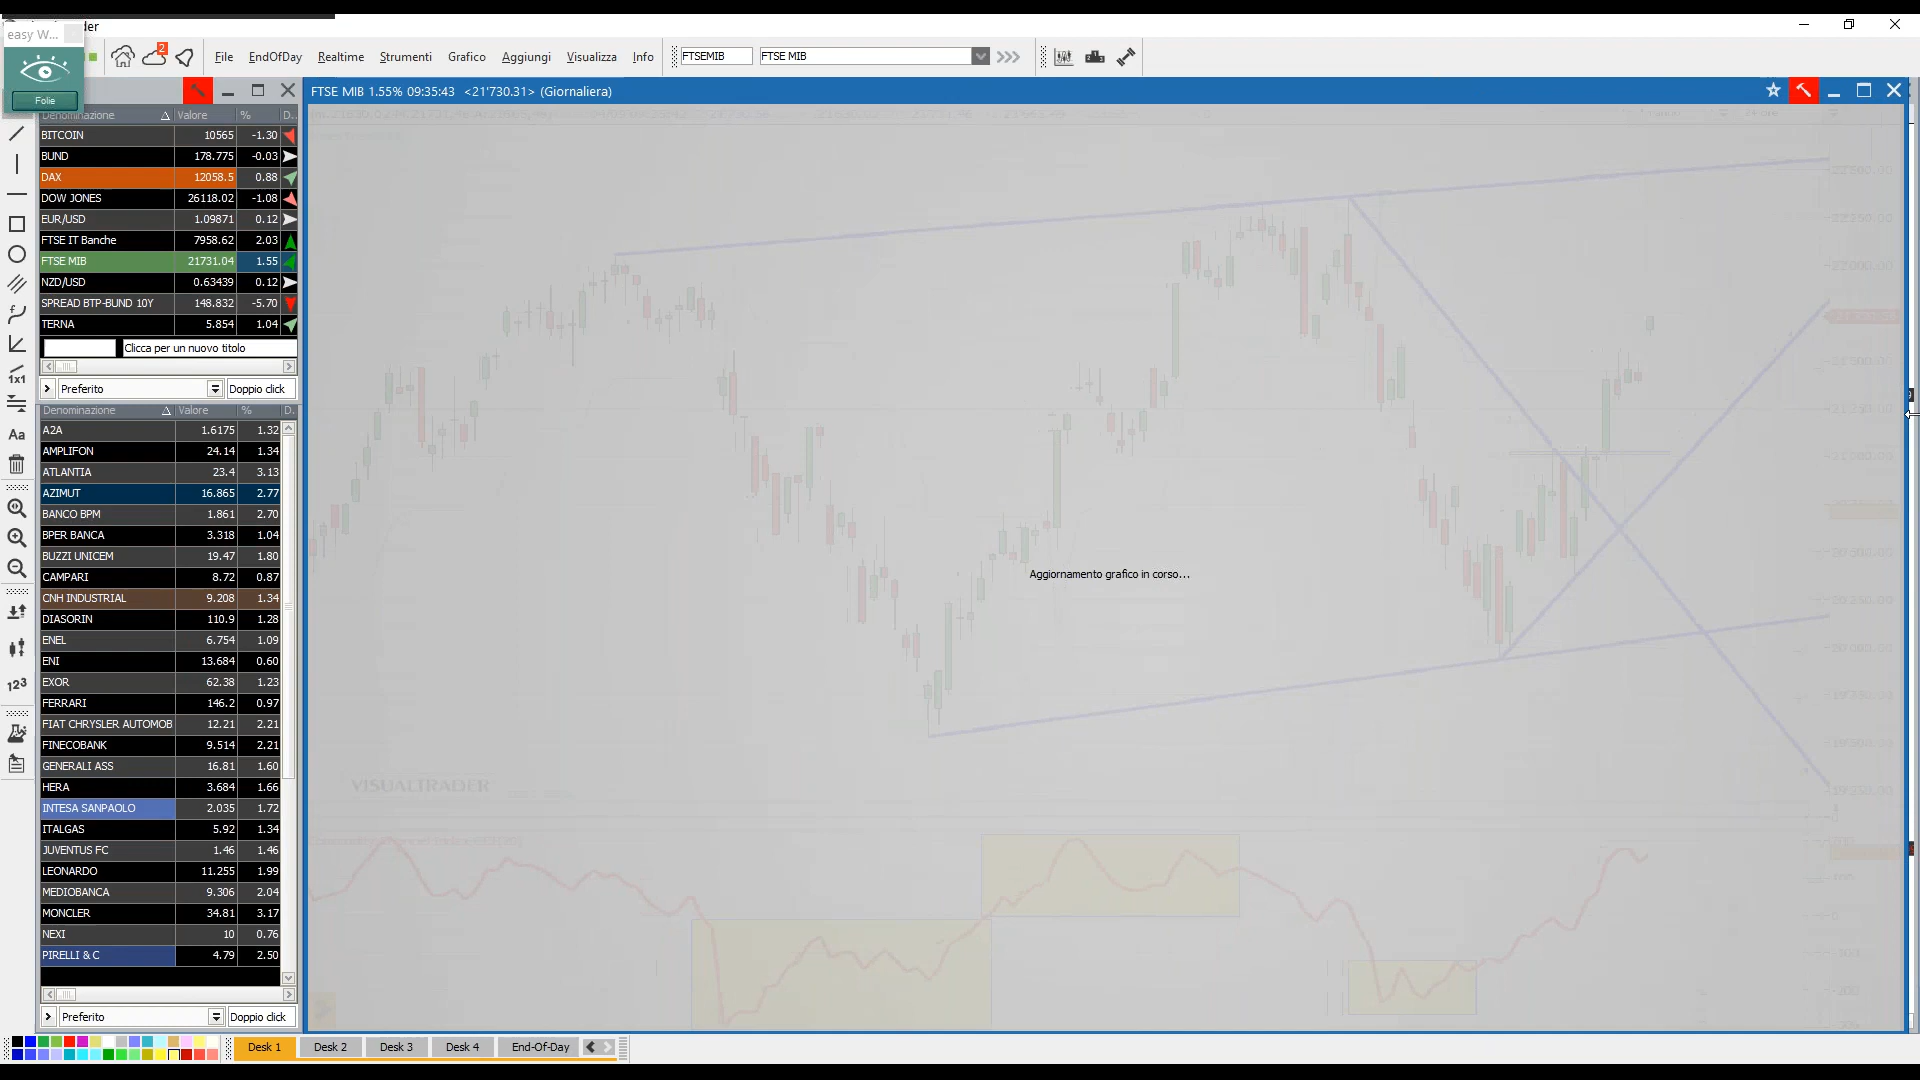 easy W... der
Folie
2
File EndOfDay Realtime Strumenti Grafico Aggiungi Visualizza Info FTSEMIB FTSE MIB
FTSE MIB 1.55% 09:35:43 <21'730.31> (Giornaliera)
Denominazione Valore % D..
BITCOIN 10565 -1.30
BUND 178.775 -0.03
DAX 12058.5 0.88
DOW JONES 26118.02 -1.08
EUR/USD 1.09871 0.12
FTSE IT Banche 7958.62 2.03
FTSE MIB 21731.04 1.55
NZD/USD 0.63439 0.12
SPREAD BTP-BUND 10Y 148.832 -5.70
TERNA 5.854 1.04
Clicca per un nuovo titolo
Preferito Doppio click
Denominazione Valore % D.
A2A 1.6175 1.32
AMPLIFON 24.14 1.34
ATLANTIA 23.4 3.13
AZIMUT 16.865 2.77
BANCO BPM 1.861 2.70
BPER BANCA 3.318 1.04
BUZZI UNICEM 19.47 1.80
CAMPARI 8.72 0.87
CNH INDUSTRIAL 9.208 1.34
DIASORIN 110.9 1.28
ENEL 6.754 1.09
ENI 13.684 0.60
EXOR 62.38 1.23
FERRARI 146.2 0.97
FIAT CHRYSLER AUTOMOB 12.21 2.21
FINECOBANK 9.514 2.21
GENERALI ASS 16.81 1.60
HERA 3.684 1.66
INTESA SANPAOLO 2.035 1.72
ITALGAS 5.92 1.34
JUVENTUS FC 1.46 1.46
LEONARDO 11.255 1.99
MEDIOBANCA 9.306 2.04
MONCLER 34.81 3.17
NEXI 10 0.76
PIRELLI & C 4.79 2.50
Preferito Doppio click
1x1
Aa
123
Aggiornamento grafico in corso...
VISUALTRADER
Desk 1 Desk 2 Desk 3 Desk 4 End-Of-Day